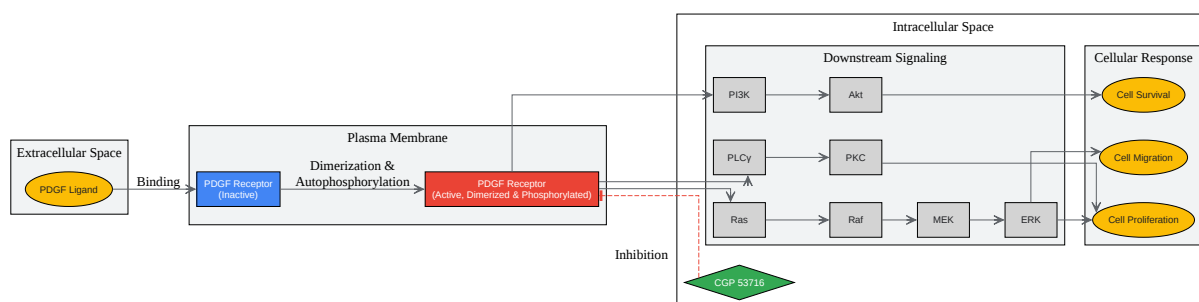 Intracellular Space
Downstream Signaling
Cellular Response
PI3K
Akt
Cell Survival
Plasma Membrane
Extracellular Space
Dimerization &
Autophosphorylation
PLCγ
PKC
Cell Migration
PDGF Ligand
Binding
PDGF Receptor
(Inactive)
PDGF Receptor
(Active, Dimerized & Phosphorylated)
Ras
Raf
MEK
ERK
Cell Proliferation
Inhibition
CGP 53716